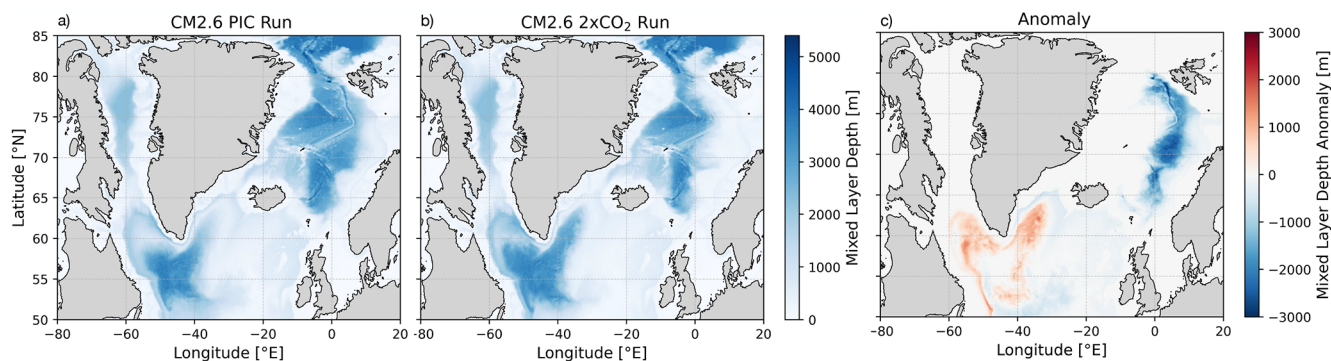 a) CM2.6 PIC Run
b) CM2.6 2xCO₂ Run
c) Anomaly
85
80
75
70
65
60
55
50
Latitude [°N]
−80 −60 −40 −20 0 20
Longitude [°E]
−80 −60 −40 −20 0 20
Longitude [°E]
5000
4000
3000
2000
1000
0
Mixed Layer Depth [m]
−80 −60 −40 −20 0 20
Longitude [°E]
3000
2000
1000
0
−1000
−2000
−3000
Mixed Layer Depth Anomaly [m]